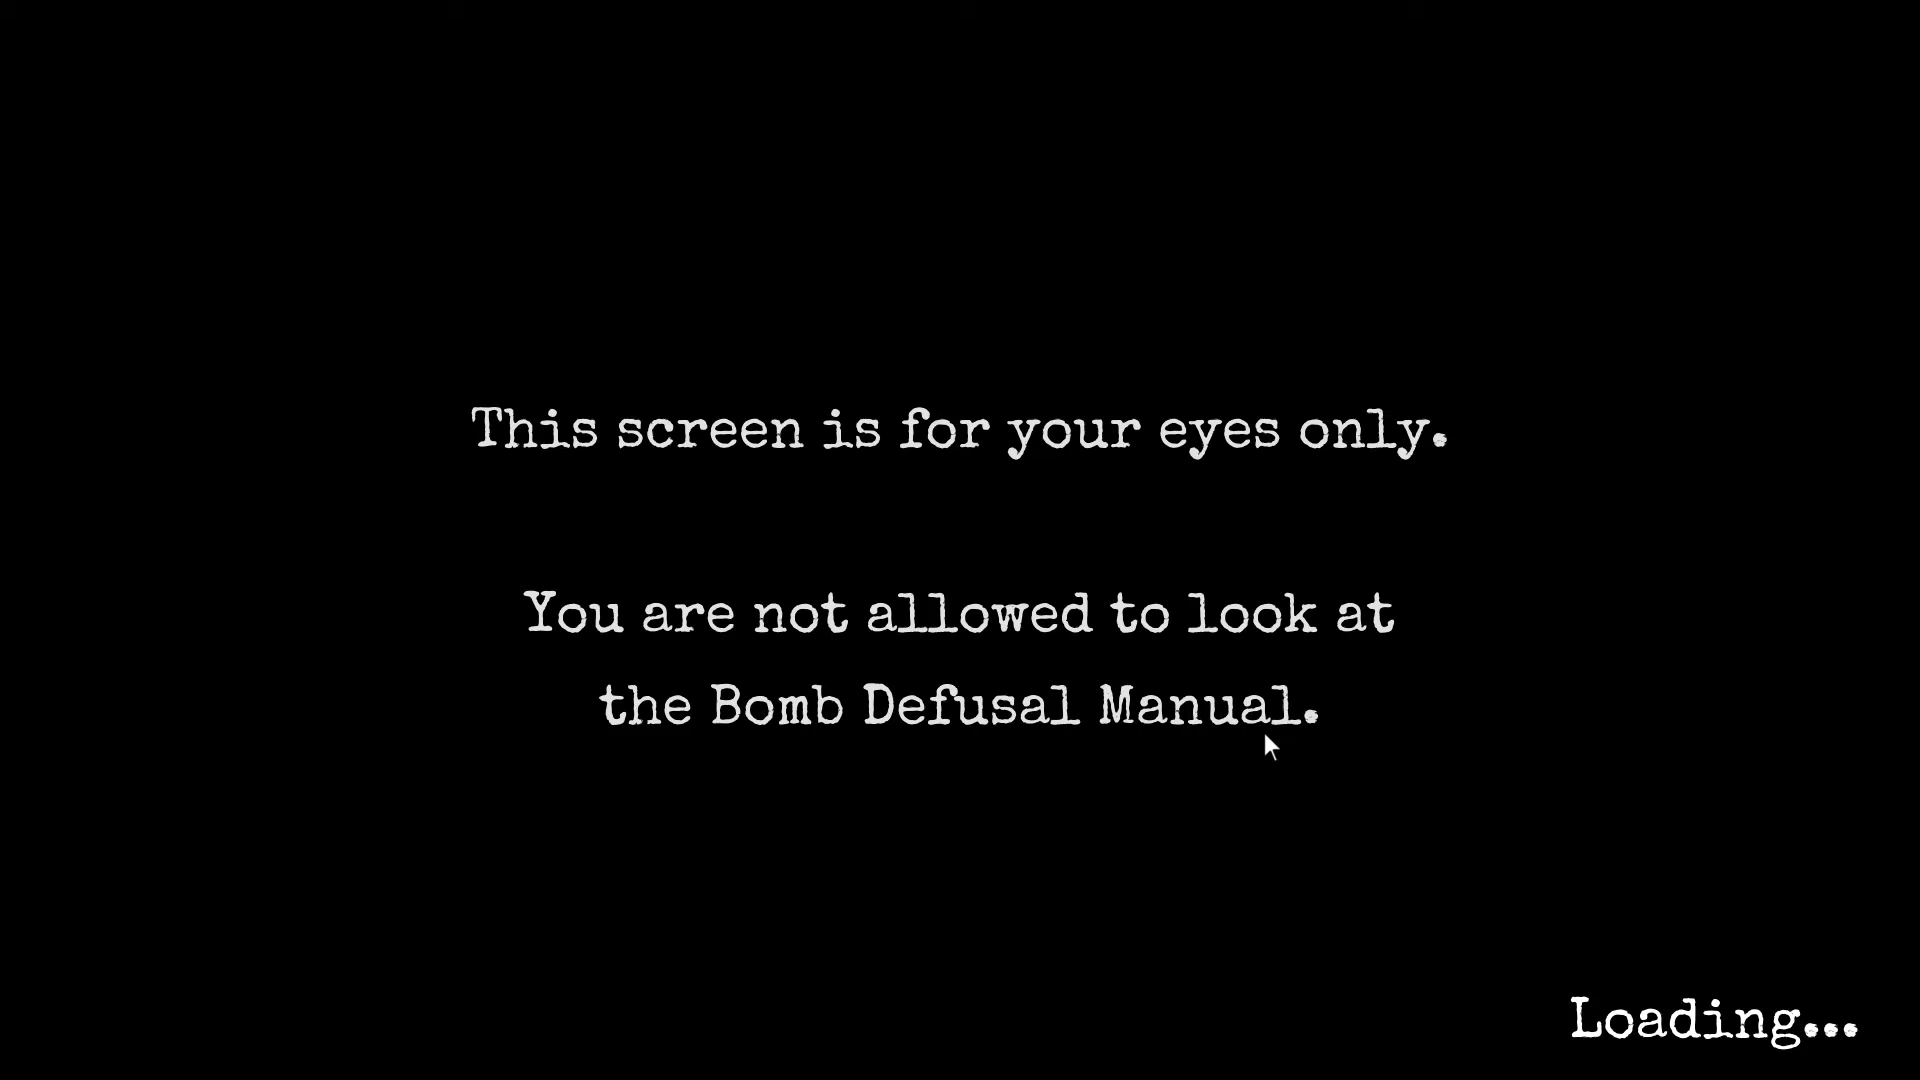 This screen is for your eyes only.
You are not allowed to look at
the Bomb Defusal Manual.
Loading...